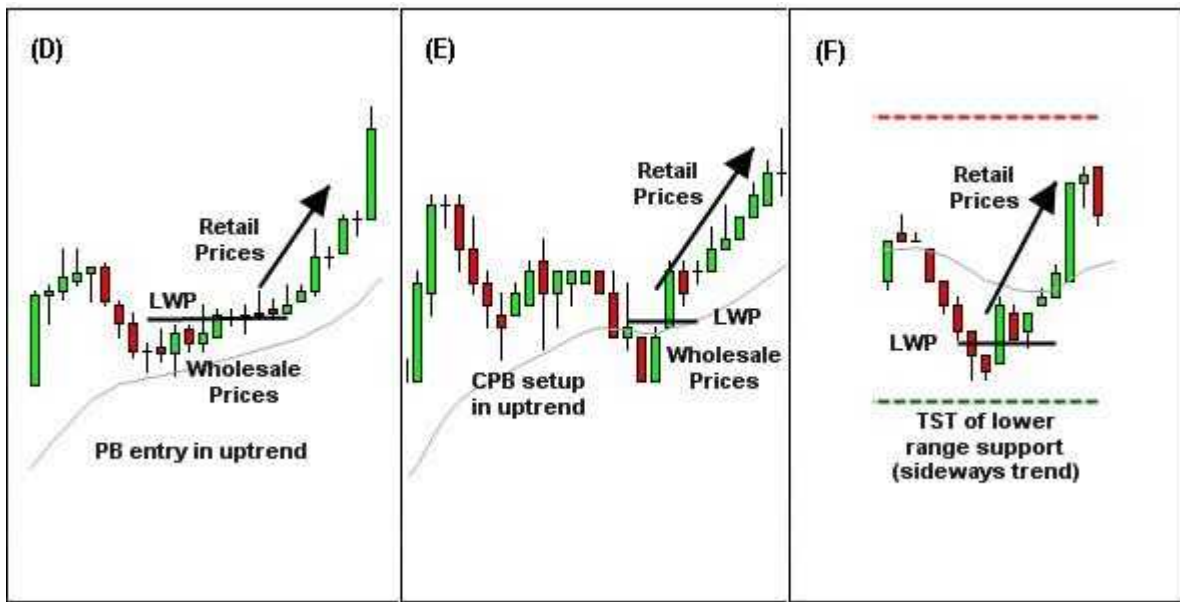 (D)
Retail
Prices
LWP
Wholesale
Prices
PB entry in uptrend
(E)
Retail
Prices
LWP
Wholesale
Prices
CPB setup
in uptrend
(F)
Retail
Prices
LWP
TST of lower
range support
(sideways trend)